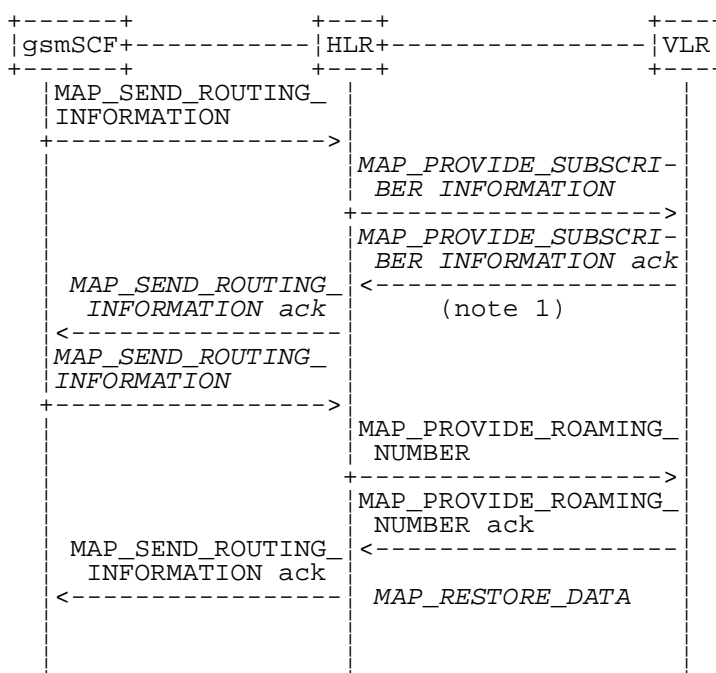 gsmSCF HLR VLR
MAP_SEND_ROUTING_
INFORMATION
MAP_PROVIDE_SUBSCRI-
BER INFORMATION
MAP_PROVIDE_SUBSCRI-
BER INFORMATION ack
MAP_SEND_ROUTING_
INFORMATION ack
(note 1)
MAP_SEND_ROUTING_
INFORMATION
MAP_PROVIDE_ROAMING_
NUMBER
MAP_PROVIDE_ROAMING_
NUMBER ack
MAP_SEND_ROUTING_
INFORMATION ack
MAP_RESTORE_DATA